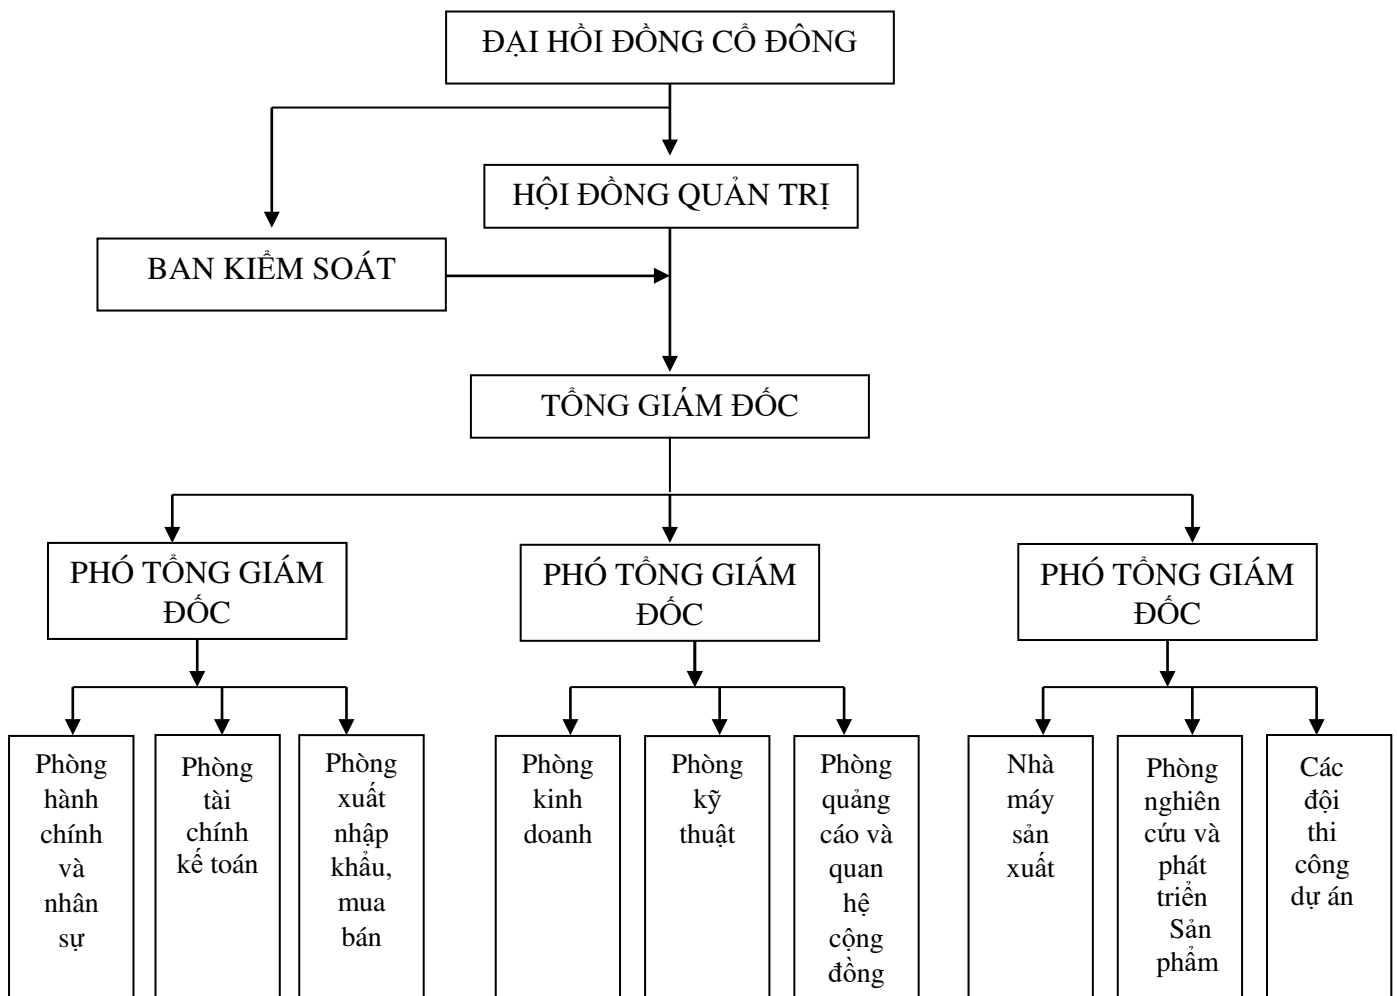 ĐẠI HỒI ĐỒNG CỔ ĐÔNG
HỘI ĐỒNG QUẢN TRỊ
BAN KIỂM SOÁT
TỔNG GIÁM ĐỐC
PHÓ TỔNG GIÁM
ĐỐC
PHÓ TỔNG GIÁM
ĐỐC
PHÓ TỔNG GIÁM
ĐỐC
Phòng
hành
chính
và
nhân
sự
Phòng
tài
chính
kế toán
Phòng
xuất
nhập
khẩu,
mua
bán
Phòng
kinh
doanh
Phòng
kỹ
thuật
Phòng
quảng
cáo và
quan
hệ
cộng
đồng
Nhà
máy
sản
xuất
Phòng
nghiên
cứu và
phát
triển
Sản
phẩm
Các
đội
thi
công
dự án